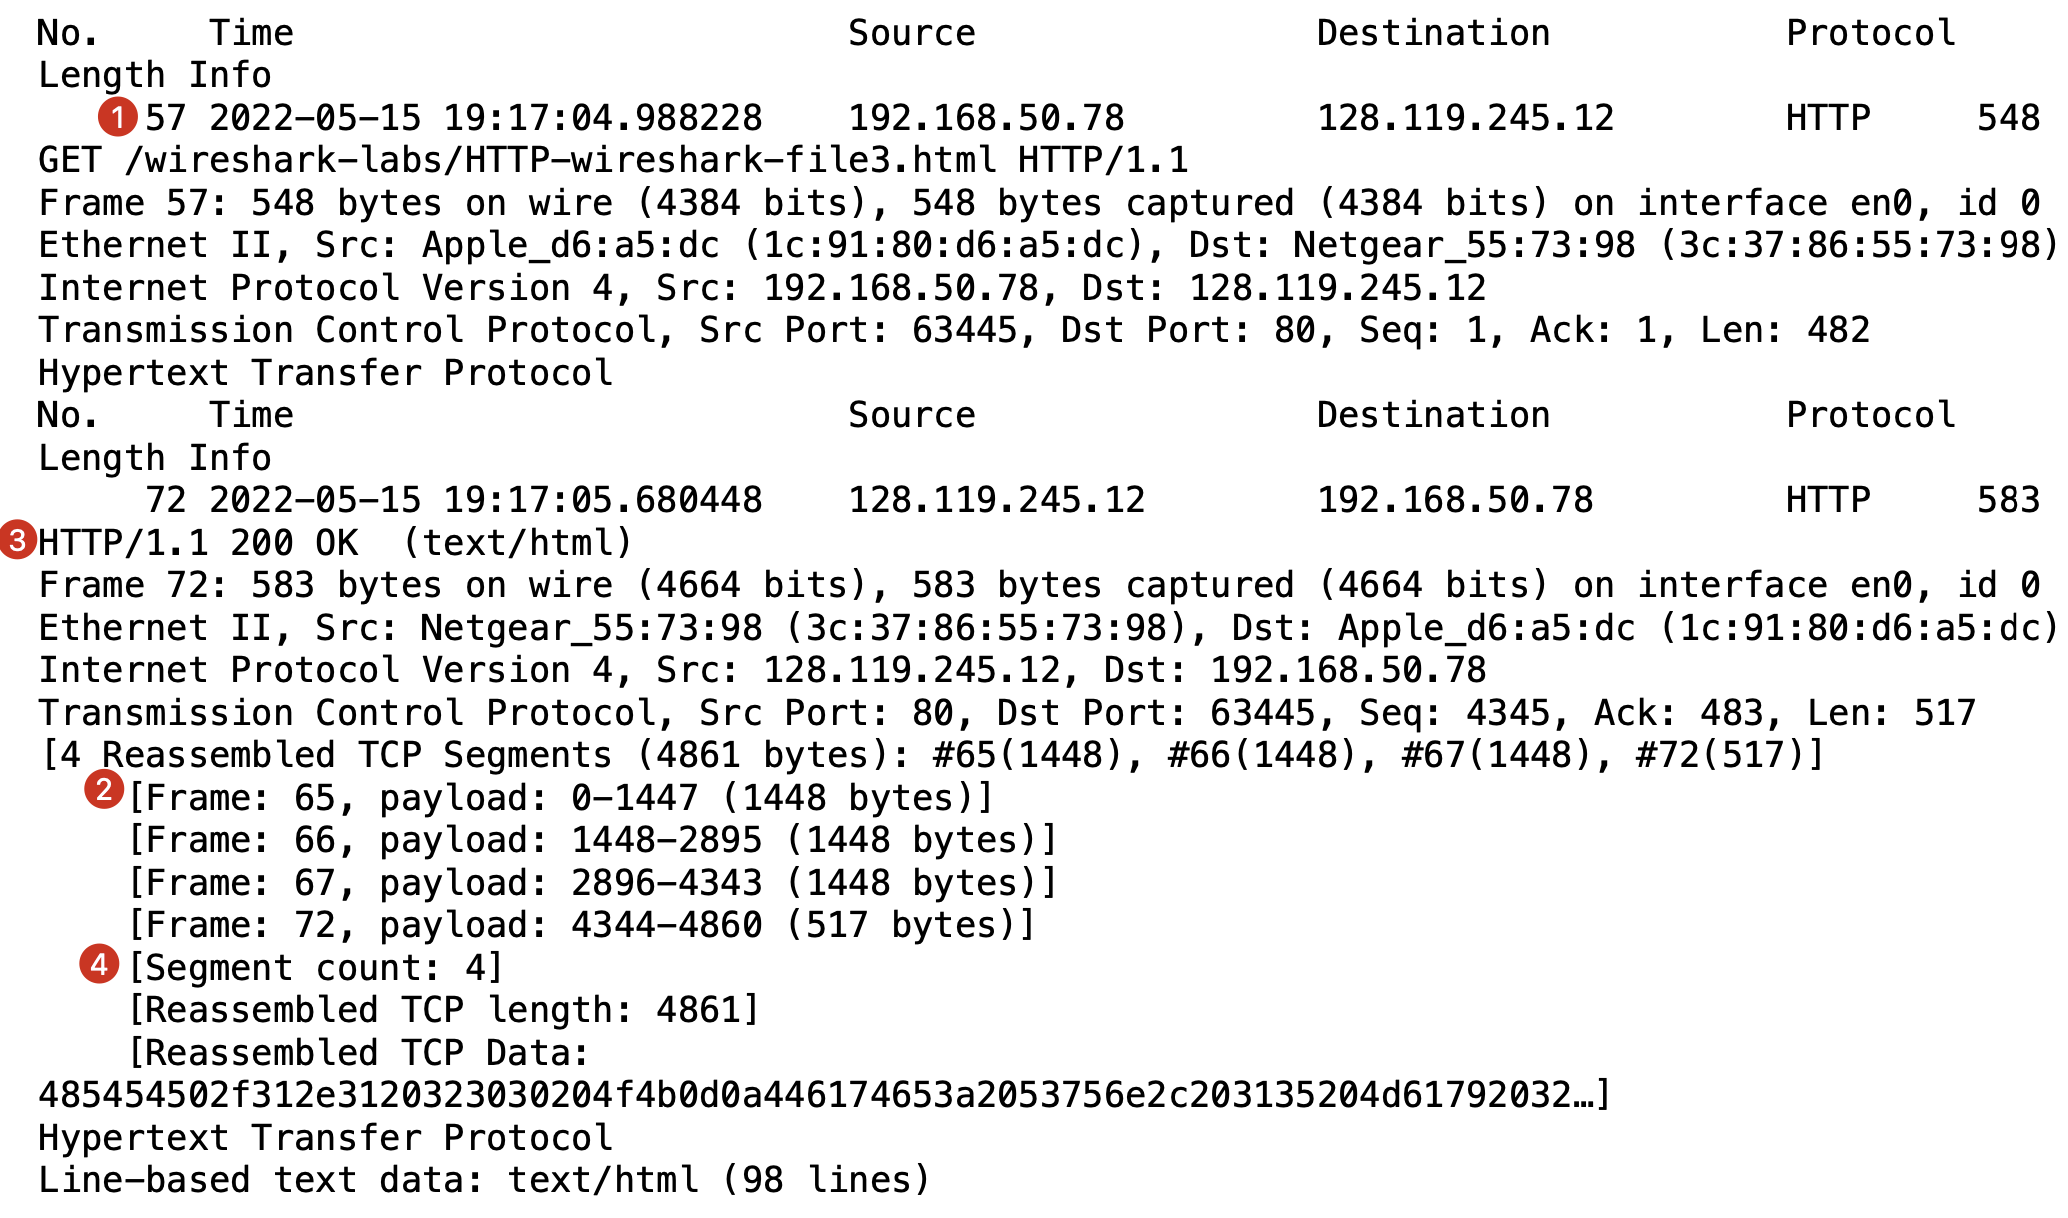 No. Time Source Destination Protocol
Length Info
1 57 2022-05-15 19:17:04.988228 192.168.50.78 128.119.245.12 HTTP 548
GET /wireshark-labs/HTTP-wireshark-file3.html HTTP/1.1
Frame 57: 548 bytes on wire (4384 bits), 548 bytes captured (4384 bits) on interface en0, id 0
Ethernet II, Src: Apple_d6:a5:dc (1c:91:80:d6:a5:dc), Dst: Netgear_55:73:98 (3c:37:86:55:73:98)
Internet Protocol Version 4, Src: 192.168.50.78, Dst: 128.119.245.12
Transmission Control Protocol, Src Port: 63445, Dst Port: 80, Seq: 1, Ack: 1, Len: 482
Hypertext Transfer Protocol
No. Time Source Destination Protocol
Length Info
72 2022-05-15 19:17:05.680448 128.119.245.12 192.168.50.78 HTTP 583
3 HTTP/1.1 200 OK (text/html)
Frame 72: 583 bytes on wire (4664 bits), 583 bytes captured (4664 bits) on interface en0, id 0
Ethernet II, Src: Netgear_55:73:98 (3c:37:86:55:73:98), Dst: Apple_d6:a5:dc (1c:91:80:d6:a5:dc)
Internet Protocol Version 4, Src: 128.119.245.12, Dst: 192.168.50.78
Transmission Control Protocol, Src Port: 80, Dst Port: 63445, Seq: 4345, Ack: 483, Len: 517
[4 Reassembled TCP Segments (4861 bytes): #65(1448), #66(1448), #67(1448), #72(517)]
2 [Frame: 65, payload: 0-1447 (1448 bytes)]
[Frame: 66, payload: 1448-2895 (1448 bytes)]
[Frame: 67, payload: 2896-4343 (1448 bytes)]
[Frame: 72, payload: 4344-4860 (517 bytes)]
4 [Segment count: 4]
[Reassembled TCP length: 4861]
[Reassembled TCP Data:
485454502f312e3120323030204f4b0d0a446174653a2053756e2c203135204d61792032…]
Hypertext Transfer Protocol
Line-based text data: text/html (98 lines)